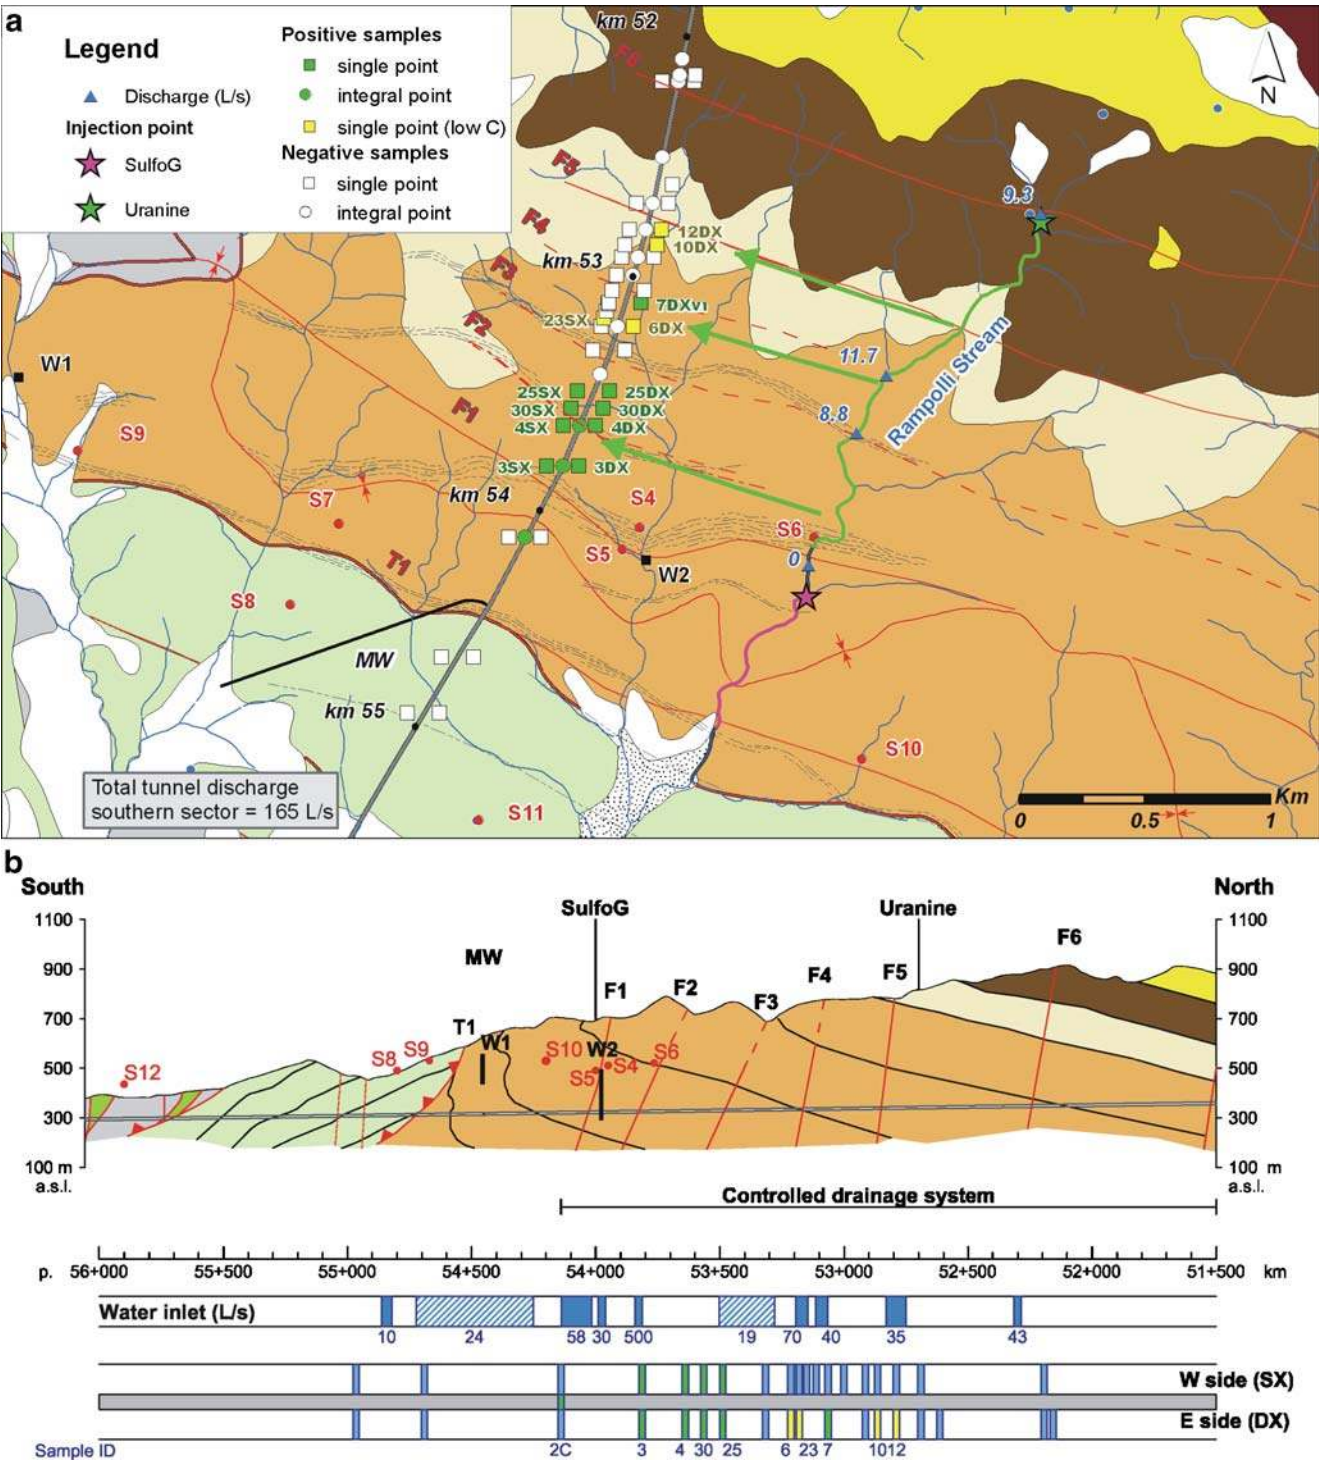 a
Legend
Discharge (L/s)
Injection point
SulfoG
Uranine
Positive samples
single point
integral point
single point (low C)
Negative samples
single point
integral point
km 52
N
F6
F5
F4
F3
F2
F1
T1
12DX
10DX
km 53
7DXvi
23SX
6DX
25SX
25DX
30SX
30DX
4SX
4DX
3SX
3DX
km 54
9.3
11.7
8.8
0
Rampolli Stream
W1
S9
S7
S4
S5
W2
S6
S8
MW
km 55
S10
S11
Total tunnel discharge
southern sector = 165 L/s
Km
0
0.5
1
b
South
North
SulfoG
Uranine
1100
900
700
500
300
100 m
a.s.l.
1100
900
700
500
300
100 m
a.s.l.
MW
F1
F2
F3
F4
F5
F6
T1
W1
S8
S9
S12
S10
W2
S5
S4
S6
Controlled drainage system
p. 56+000 55+500 55+000 54+500 54+000 53+500 53+000 52+500 52+000 51+500 km
Water inlet (L/s)
10 24 58 30 500 19 70 40 35 43
W side (SX)
E side (DX)
Sample ID 2C 3 4 30 25 6 23 7 10 12